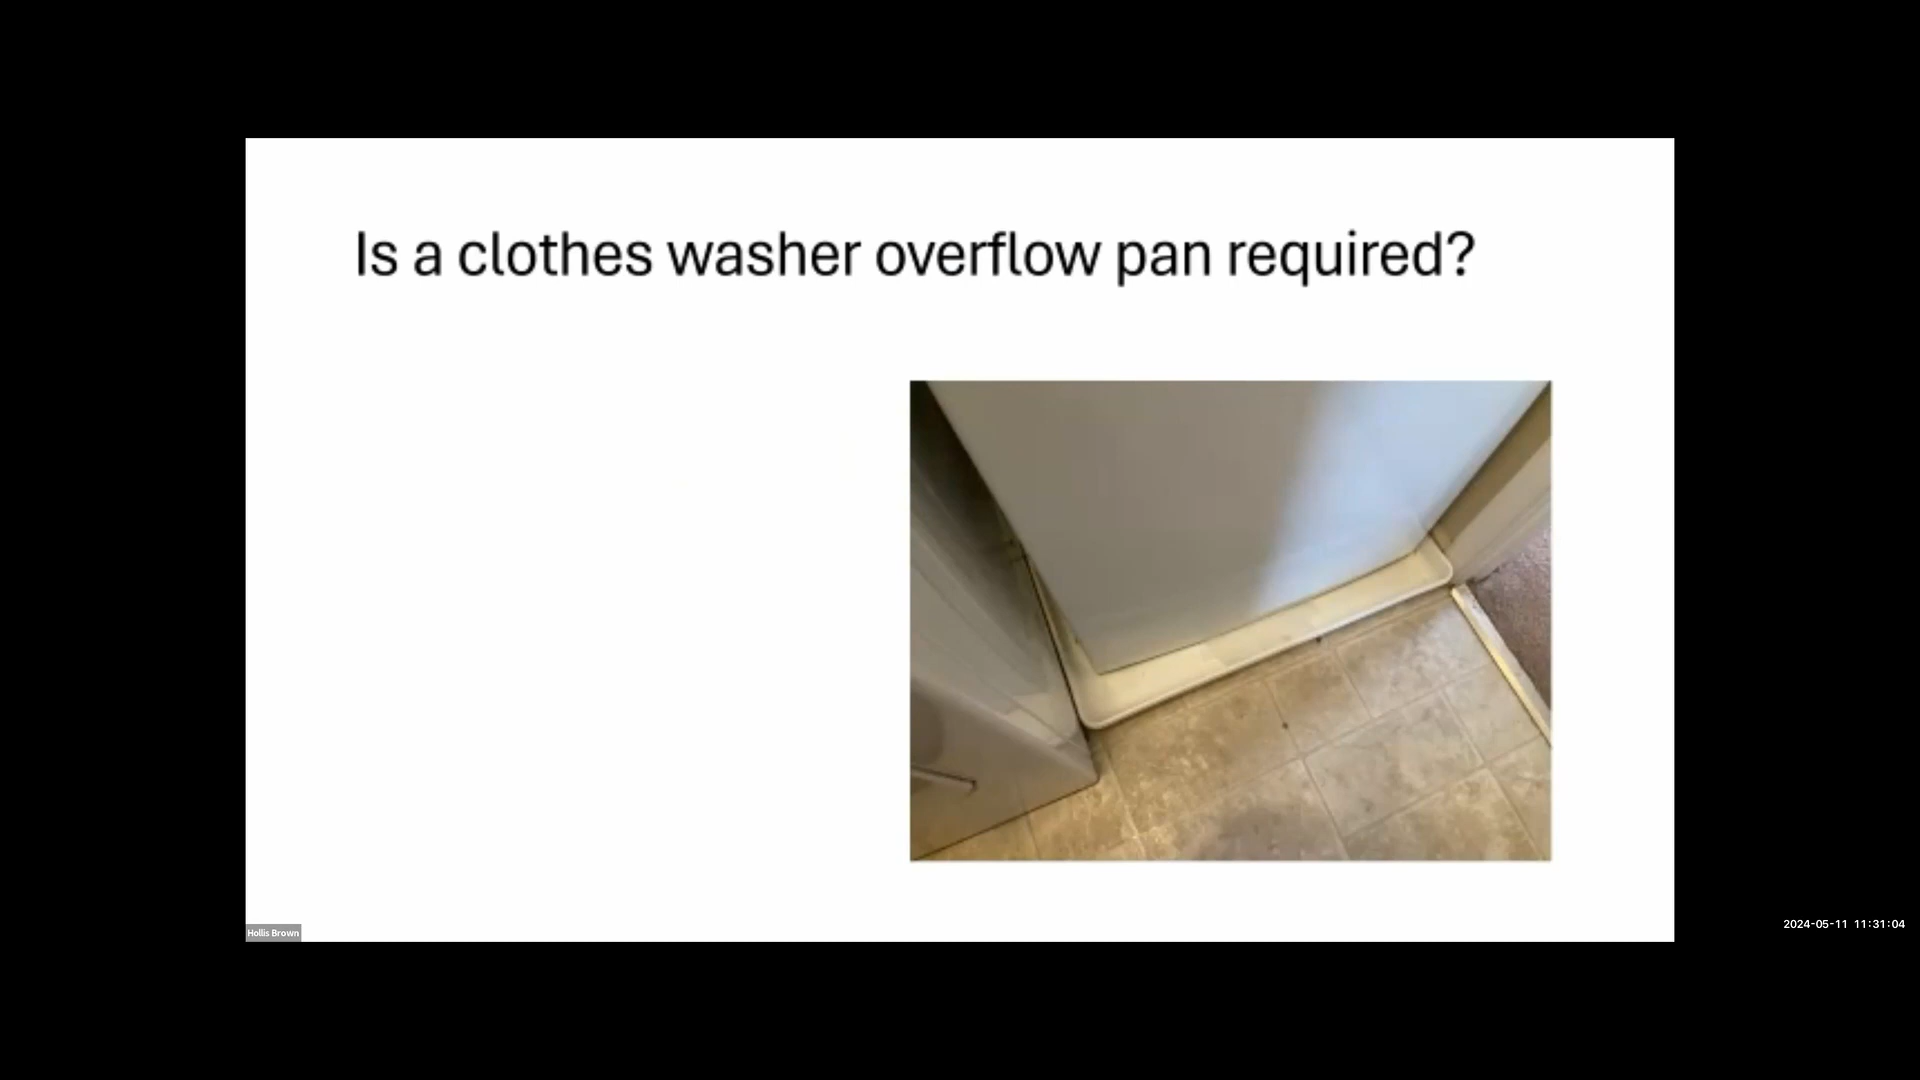 Is a clothes washer overflow pan required?
Hollis Brown
2024-05-11 11:31:04